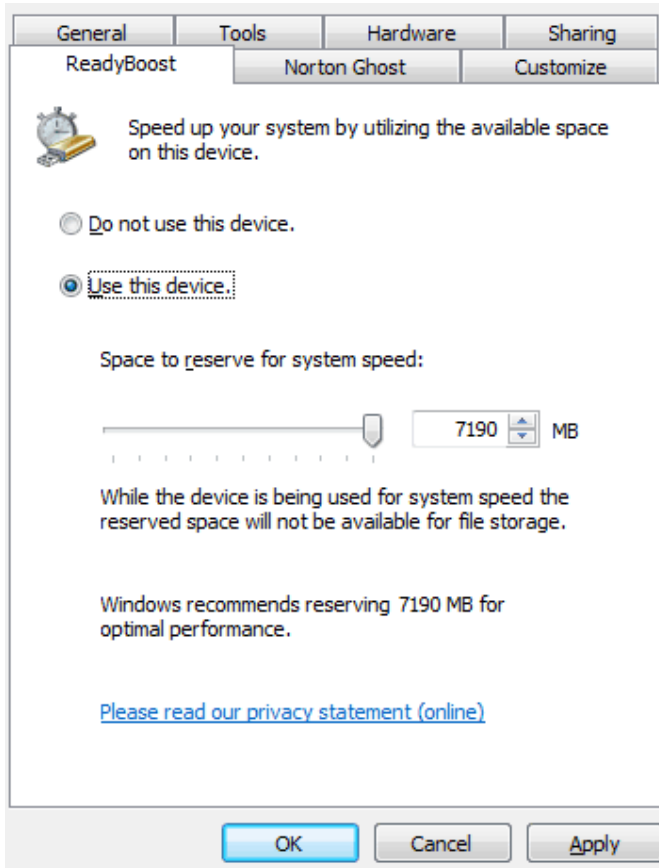 General Tools Hardware Sharing
ReadyBoost Norton Ghost Customize
Speed up your system by utilizing the available space
on this device.
Do not use this device.
Use this device.
Space to reserve for system speed:
7190 MB
While the device is being used for system speed the
reserved space will not be available for file storage.
Windows recommends reserving 7190 MB for
optimal performance.
Please read our privacy statement (online)
OK Cancel Apply